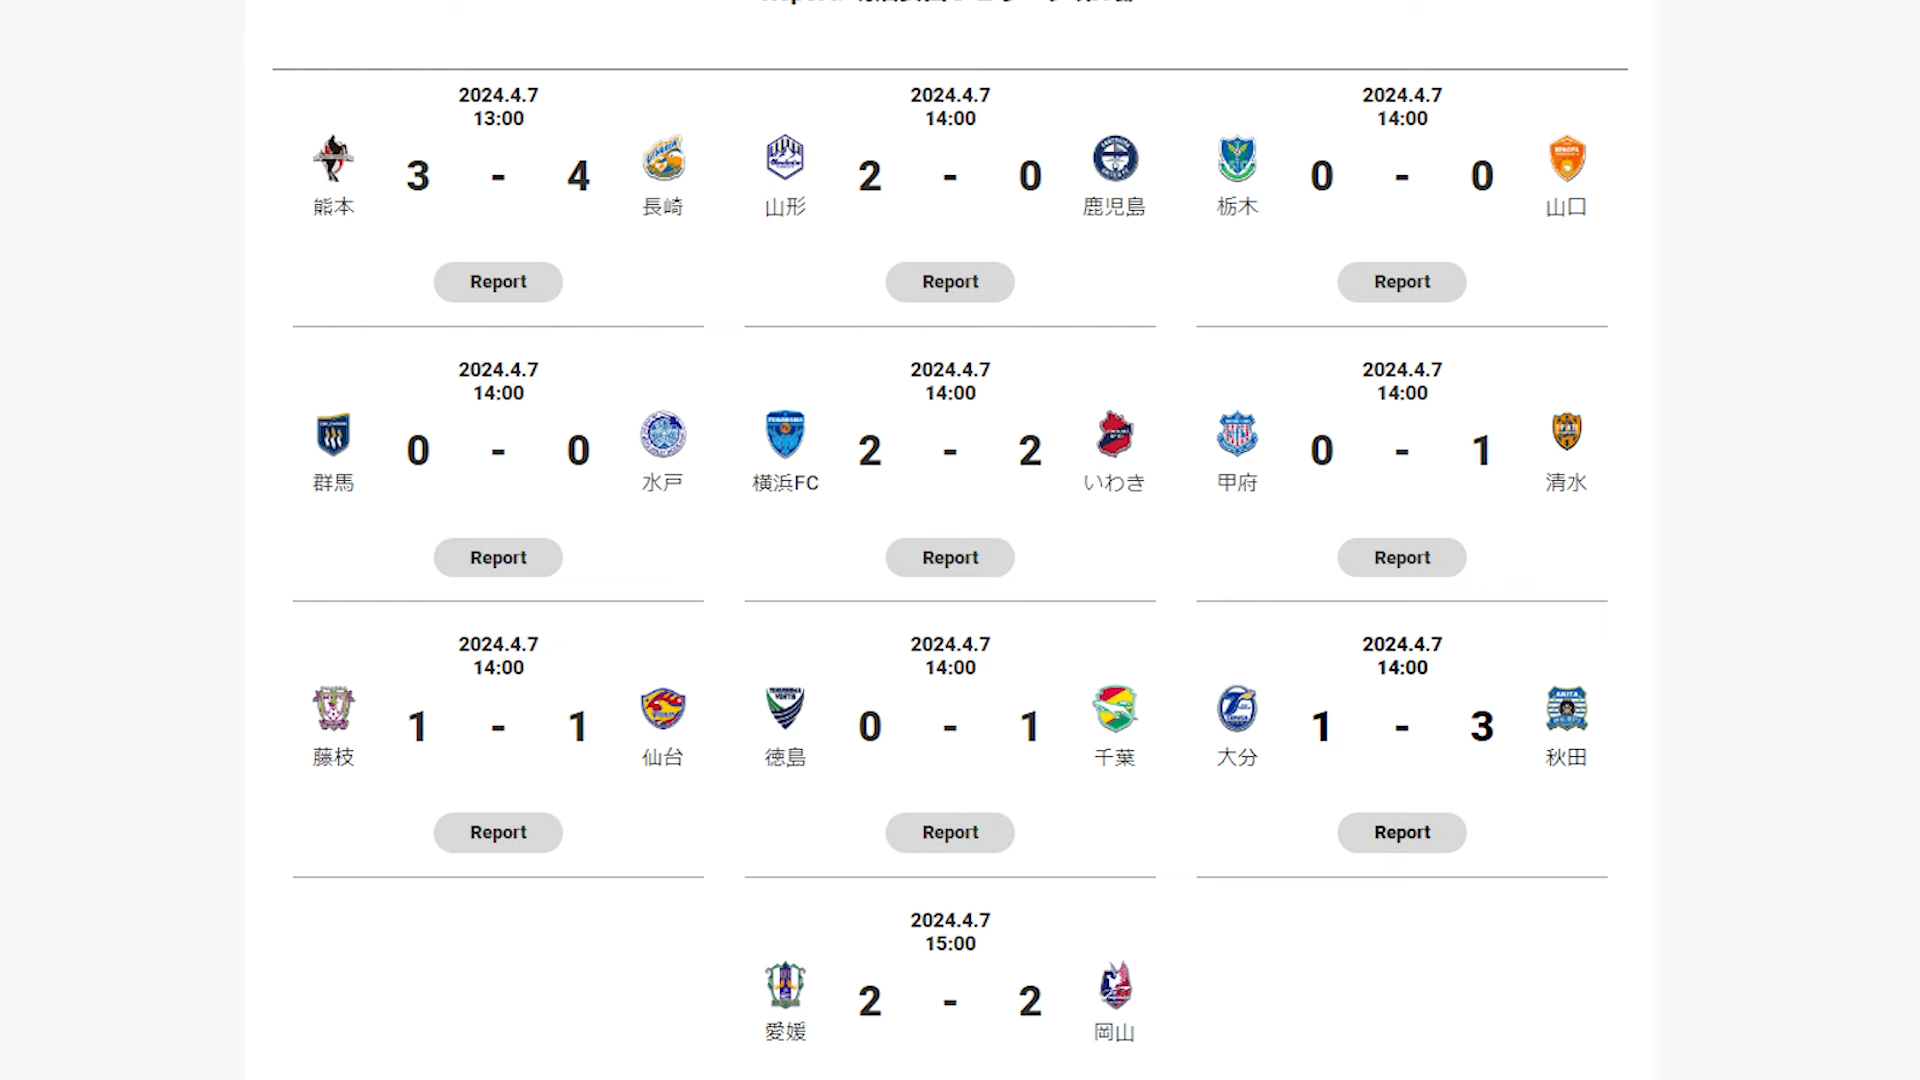 2024.4.7
13:00
3 - 4
熊本 長崎
Report
2024.4.7
14:00
2 - 0
山形 鹿児島
Report
2024.4.7
14:00
0 - 0
栃木 山口
Report
2024.4.7
14:00
0 - 0
群馬 水戸
Report
2024.4.7
14:00
2 - 2
横浜FC いわき
Report
2024.4.7
14:00
0 - 1
甲府 清水
Report
2024.4.7
14:00
1 - 1
藤枝 仙台
Report
2024.4.7
14:00
0 - 1
徳島 千葉
Report
2024.4.7
14:00
1 - 3
大分 秋田
Report
2024.4.7
15:00
2 - 2
愛媛 岡山